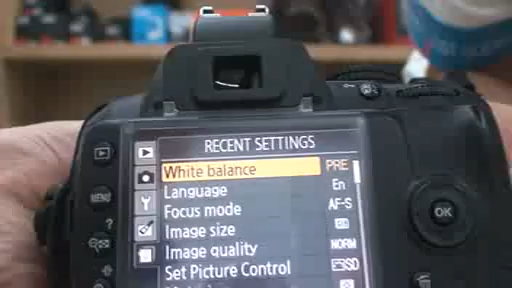 RECENT SETTINGS
White balance PRE
Language En
Focus mode AF-S
Image size
Image quality NORM
Set Picture Control SD
MENU
?
OK